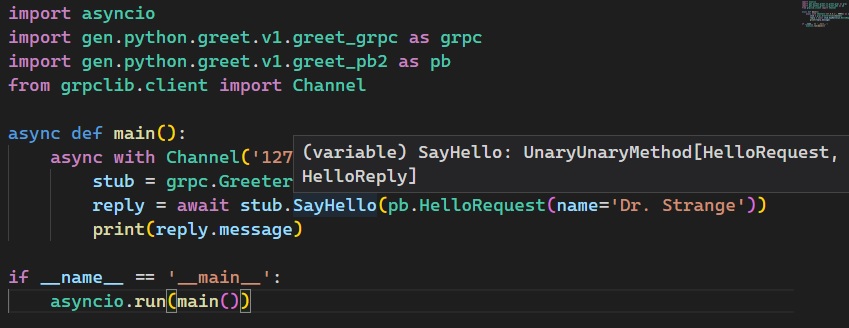 import asyncio
import gen.python.greet.v1.greet_grpc as grpc
import gen.python.greet.v1.greet_pb2 as pb
from grpclib.client import Channel
async def main():
    async with Channel('127
(variable) SayHello: UnaryUnaryMethod[HelloRequest,
HelloReply]
        stub = grpc.Greeter
        reply = await stub.SayHello(pb.HelloRequest(name='Dr. Strange'))
        print(reply.message)
if __name__ == '__main__':
    asyncio.run(main())